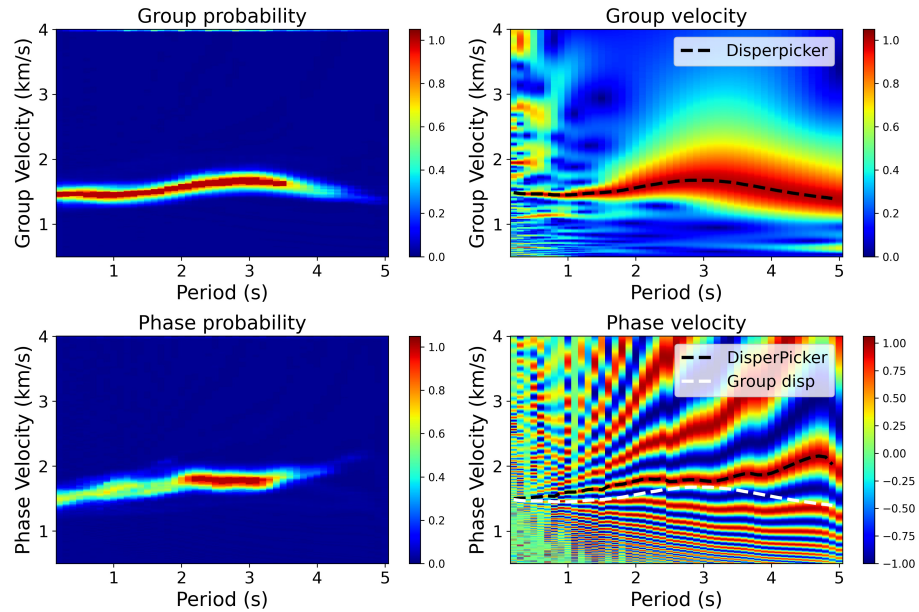 Group probability
Group Velocity (km/s)
4
3
2
1
1 2 3 4 5
Period (s)
1.0
0.8
0.6
0.4
0.2
0.0
Group velocity
Group Velocity (km/s)
4
3
2
1
Disperpicker
1 2 3 4 5
Period (s)
1.0
0.8
0.6
0.4
0.2
0.0
Phase probability
Phase Velocity (km/s)
4
3
2
1
1 2 3 4 5
Period (s)
1.0
0.8
0.6
0.4
0.2
0.0
Phase velocity
Phase Velocity (km/s)
4
3
2
1
DisperPicker
Group disp
1 2 3 4 5
Period (s)
1.00
0.75
0.50
0.25
0.00
−0.25
−0.50
−0.75
−1.00